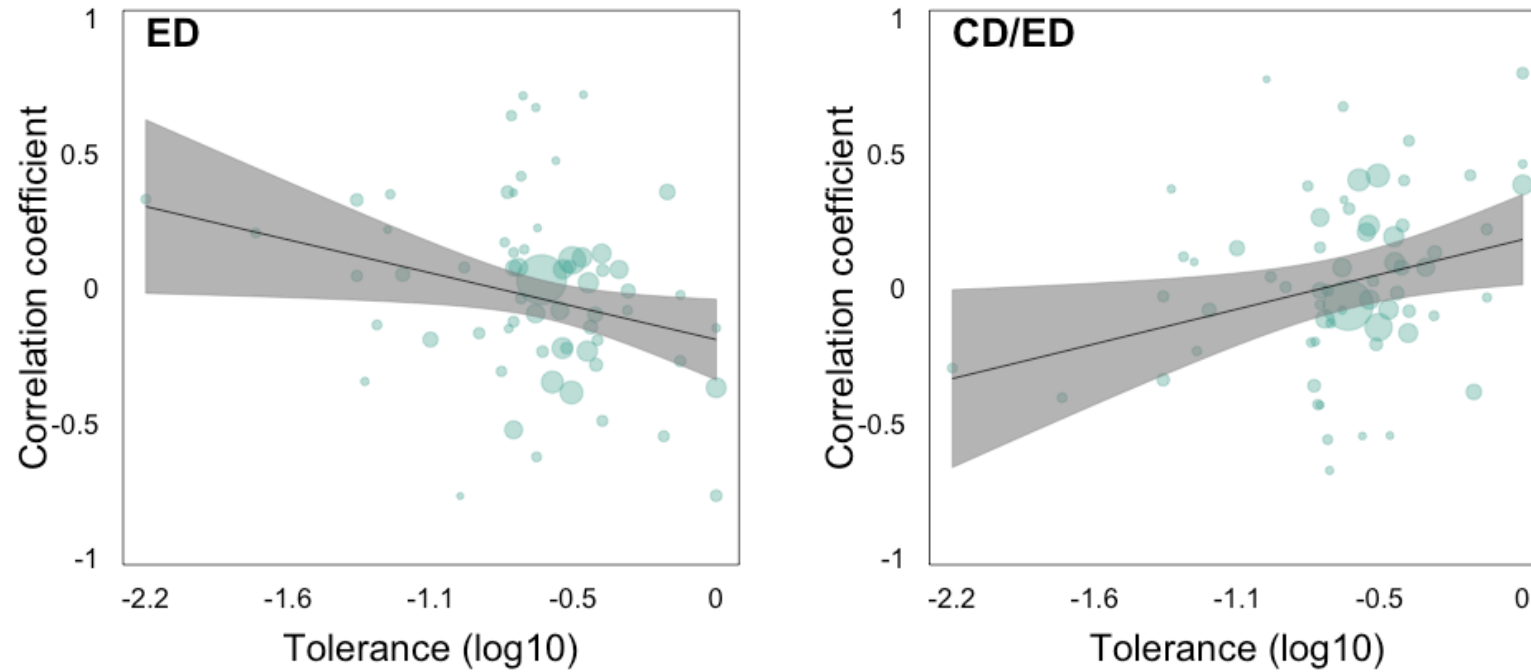 ED
1
0.5
0
-0.5
-1
Correlation coefficient
-2.2 -1.6 -1.1 -0.5 0
Tolerance (log10)
CD/ED
1
0.5
0
-0.5
-1
Correlation coefficient
-2.2 -1.6 -1.1 -0.5 0
Tolerance (log10)